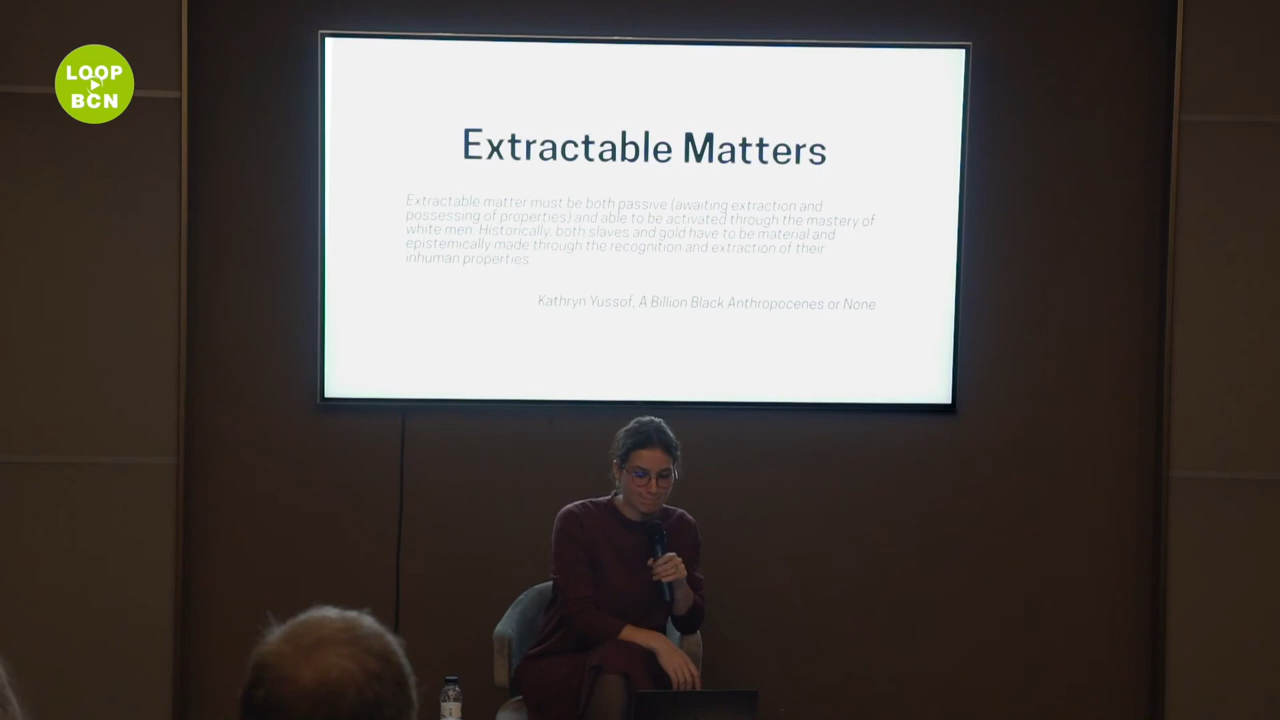 LOOP
BCN
Extractable Matters
Extractable matter must be both passive (awaiting extraction and
possessing of properties) and able to be activated through the mastery of
white men. Historically, both slaves and gold have to be material and
epistemically made through the recognition and extraction of their
inhuman properties.
Kathryn Yussof, A Billion Black Anthropocenes or None